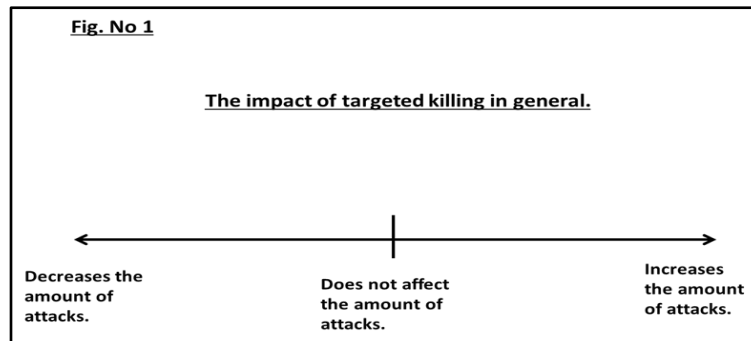 Fig. No 1
The impact of targeted killing in general.
Decreases the
amount of
attacks.
Does not affect
the amount of
attacks.
Increases
the amount
of attacks.